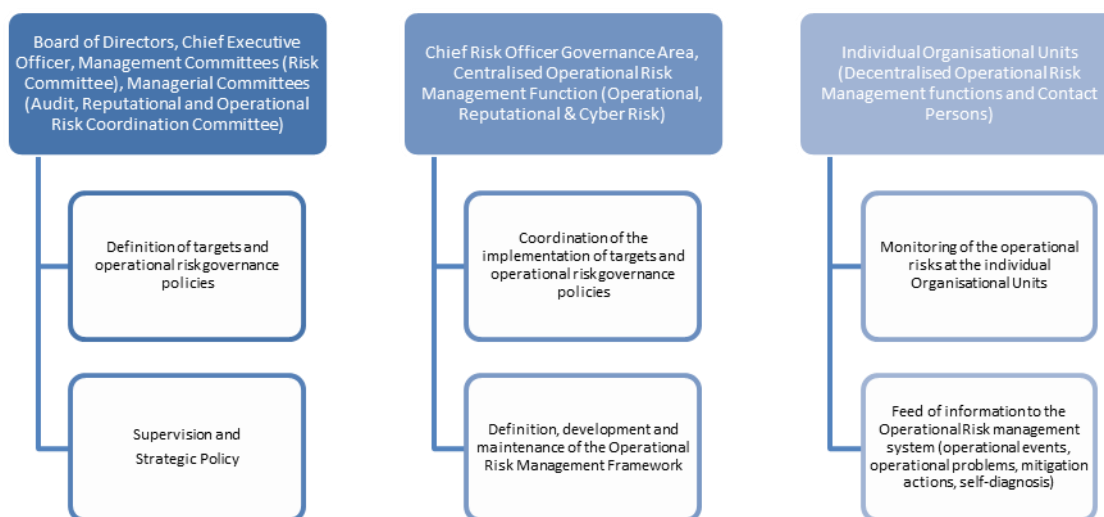 Board of Directors, Chief Executive
Officer, Management Committees (Risk
Committee), Managerial Committees
(Audit, Reputational and Operational
Risk Coordination Committee)
Definition of targets and
operational risk governance
policies
Supervision and
Strategic Policy
Chief Risk Officer Governance Area,
Centralised Operational Risk
Management Function (Operational,
Reputational & Cyber Risk)
Coordination of the
implementation of targets and
operational risk governance
policies
Definition, development and
maintenance of the Operational
Risk Management Framework
Individual Organisational Units
(Decentralised Operational Risk
Management functions and Contact
Persons)
Monitoring of the operational
risks at the individual
Organisational Units
Feed of information to the
Operational Risk management
system (operational events,
operational problems, mitigation
actions, self-diagnosis)